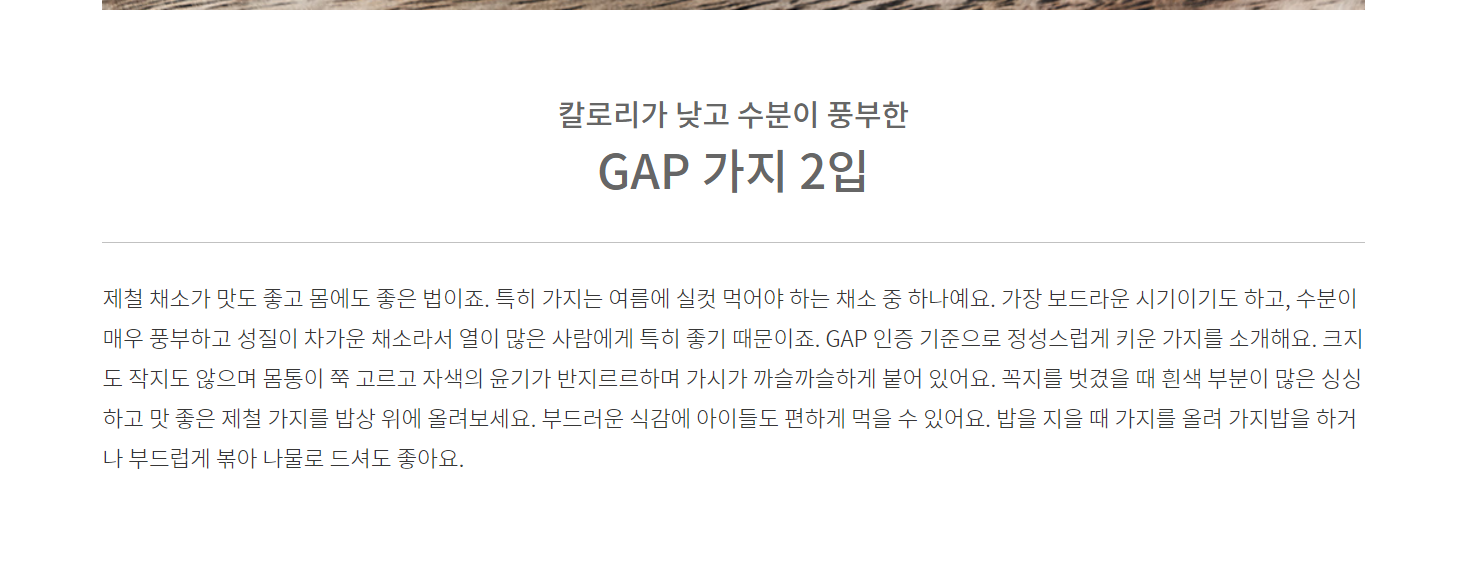 칼로리가 낮고 수분이 풍부한
GAP 가지 2입
제철 채소가 맛도 좋고 몸에도 좋은 법이죠. 특히 가지는 여름에 실컷 먹어야 하는 채소 중 하나예요. 가장 보드라운 시기이기도 하고, 수분이
매우 풍부하고 성질이 차가운 채소라서 열이 많은 사람에게 특히 좋기 때문이죠. GAP 인증 기준으로 정성스럽게 키운 가지를 소개해요. 크지
도 작지도 않으며 몸통이 쭉 고르고 자색의 윤기가 반지르르하며 가시가 까슬까슬하게 붙어 있어요. 꼭지를 벗겼을 때 흰색 부분이 많은 싱싱
하고 맛 좋은 제철 가지를 밥상 위에 올려보세요. 부드러운 식감에 아이들도 편하게 먹을 수 있어요. 밥을 지을 때 가지를 올려 가지밥을 하거
나 부드럽게 볶아 나물로 드셔도 좋아요.